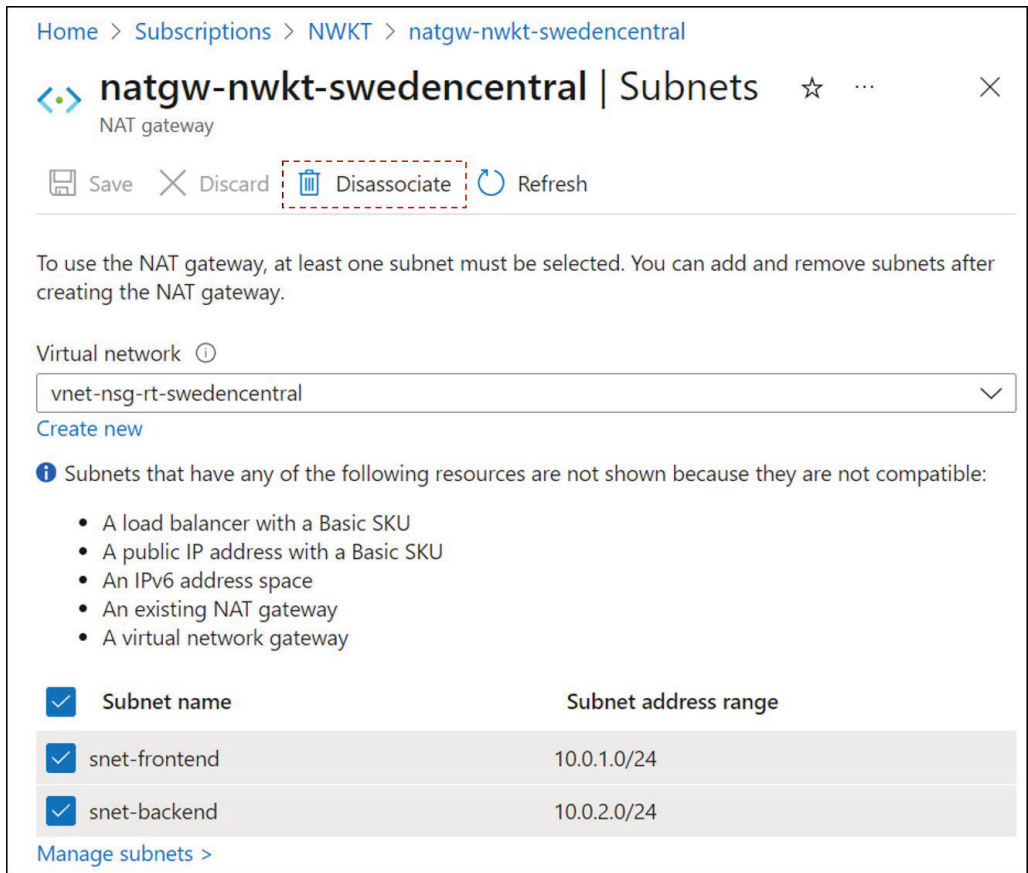 Home > Subscriptions > NWKT > natgw-nwkt-swedencentral
natgw-nwkt-swedencentral | Subnets
NAT gateway
Save Discard Disassociate Refresh
To use the NAT gateway, at least one subnet must be selected. You can add and remove subnets after
creating the NAT gateway.
Virtual network
vnet-nsg-rt-swedencentral
Create new
Subnets that have any of the following resources are not shown because they are not compatible:
• A load balancer with a Basic SKU
• A public IP address with a Basic SKU
• An IPv6 address space
• An existing NAT gateway
• A virtual network gateway
Subnet name Subnet address range
snet-frontend 10.0.1.0/24
snet-backend 10.0.2.0/24
Manage subnets >